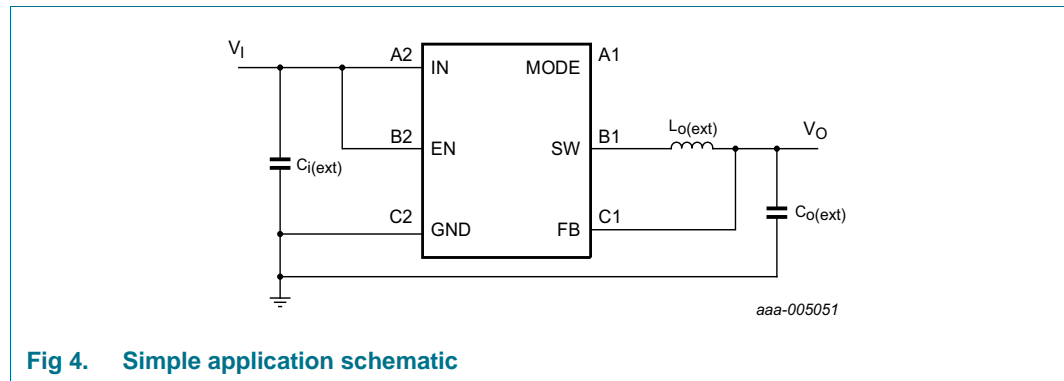 V_I
A2
IN
MODE
A1
B2
EN
SW
B1
L_o(ext)
V_O
C_i(ext)
C2
GND
FB
C1
C_o(ext)
aaa-005051
Fig 4. Simple application schematic